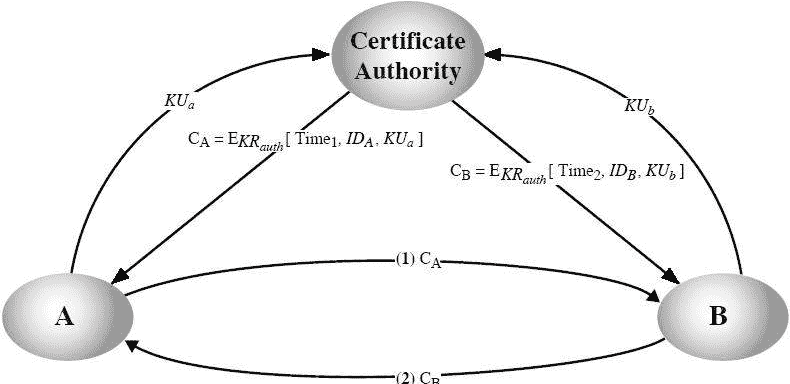 Certificate
Authority
KUa
KUb
CA = EKRauth[ Time1, IDA, KUa ]
CB = EKRauth[ Time2, IDB, KUb ]
(1) CA
A
B
(2) CB